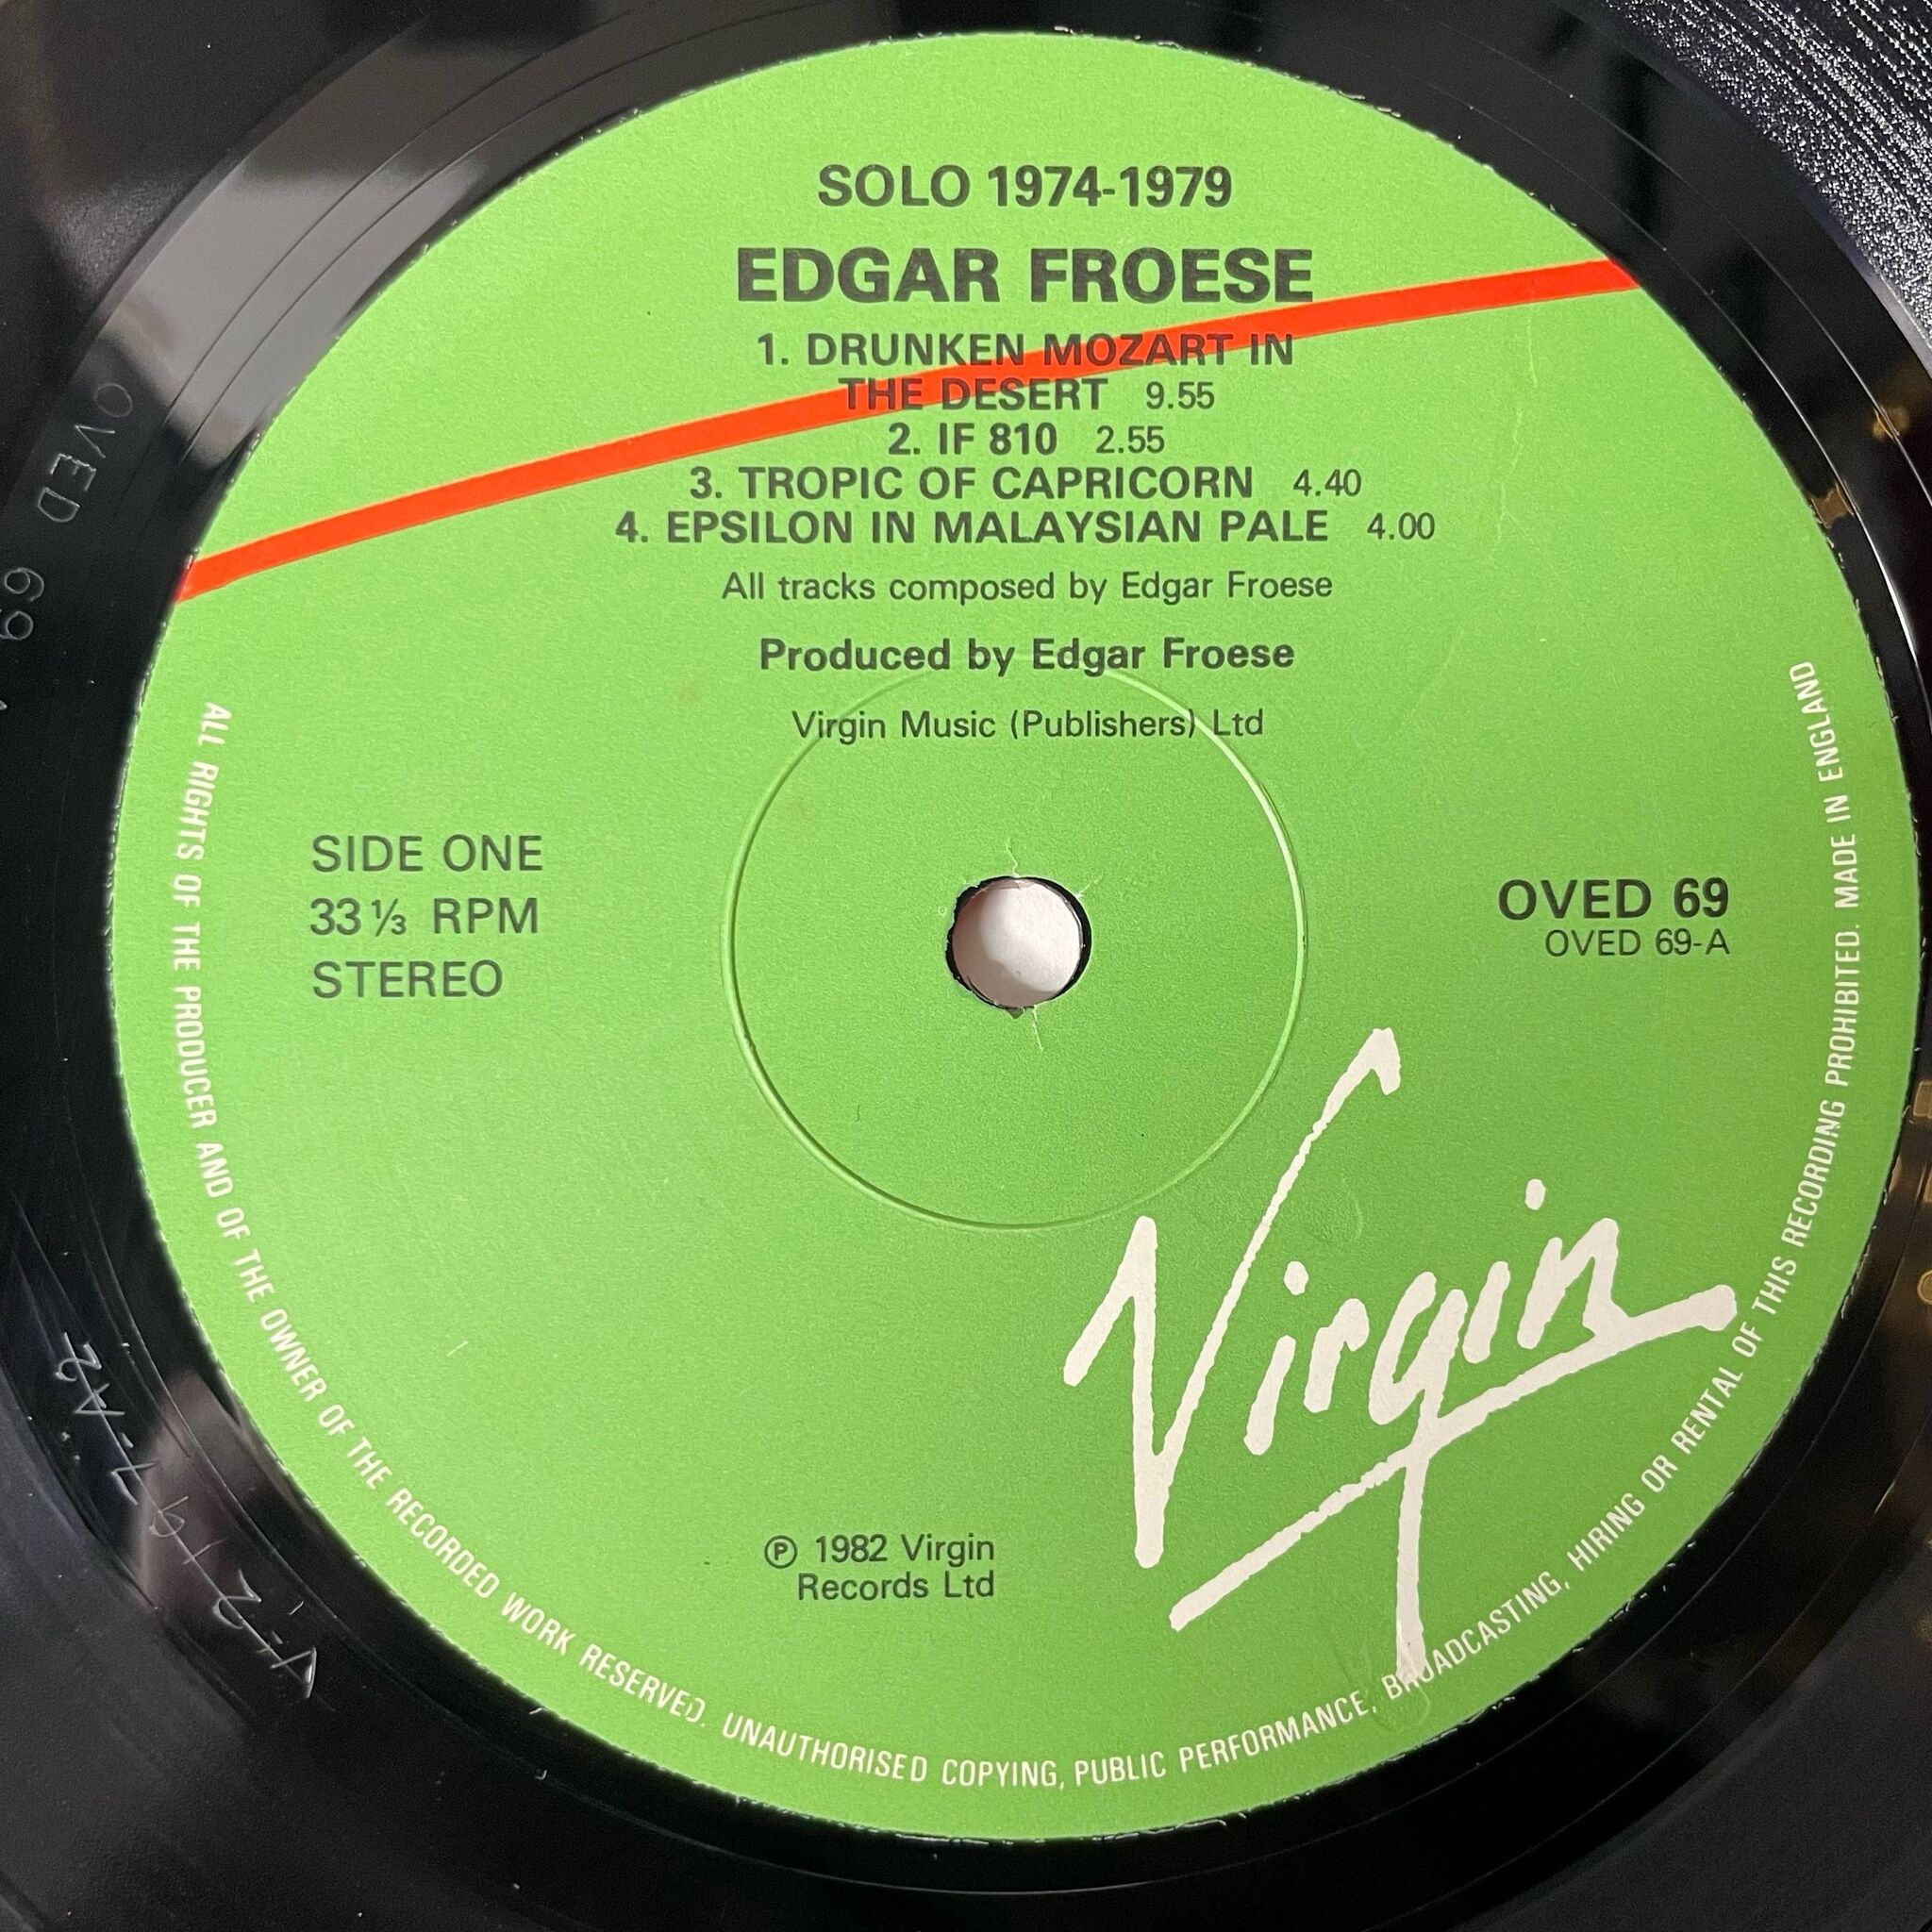 SOLO 1974-1979
EDGAR FROESE
1. DRUNKEN MOZART IN
THE DESERT 9.55
2. IF 810 2.55
3. TROPIC OF CAPRICORN 4.40
4. EPSILON IN MALAYSIAN PALE 4.00
All tracks composed by Edgar Froese
Produced by Edgar Froese
Virgin Music (Publishers) Ltd
SIDE ONE
33 ⅓ RPM
STEREO
OVED 69
OVED 69-A
Virgin
℗ 1982 Virgin
Records Ltd
ALL RIGHTS OF THE PRODUCER AND OF THE OWNER OF THE RECORDED WORK RESERVED. UNAUTHORISED COPYING, PUBLIC PERFORMANCE, BROADCASTING, HIRING OR RENTAL OF THIS RECORDING PROHIBITED. MADE IN ENGLAND
OVED 69